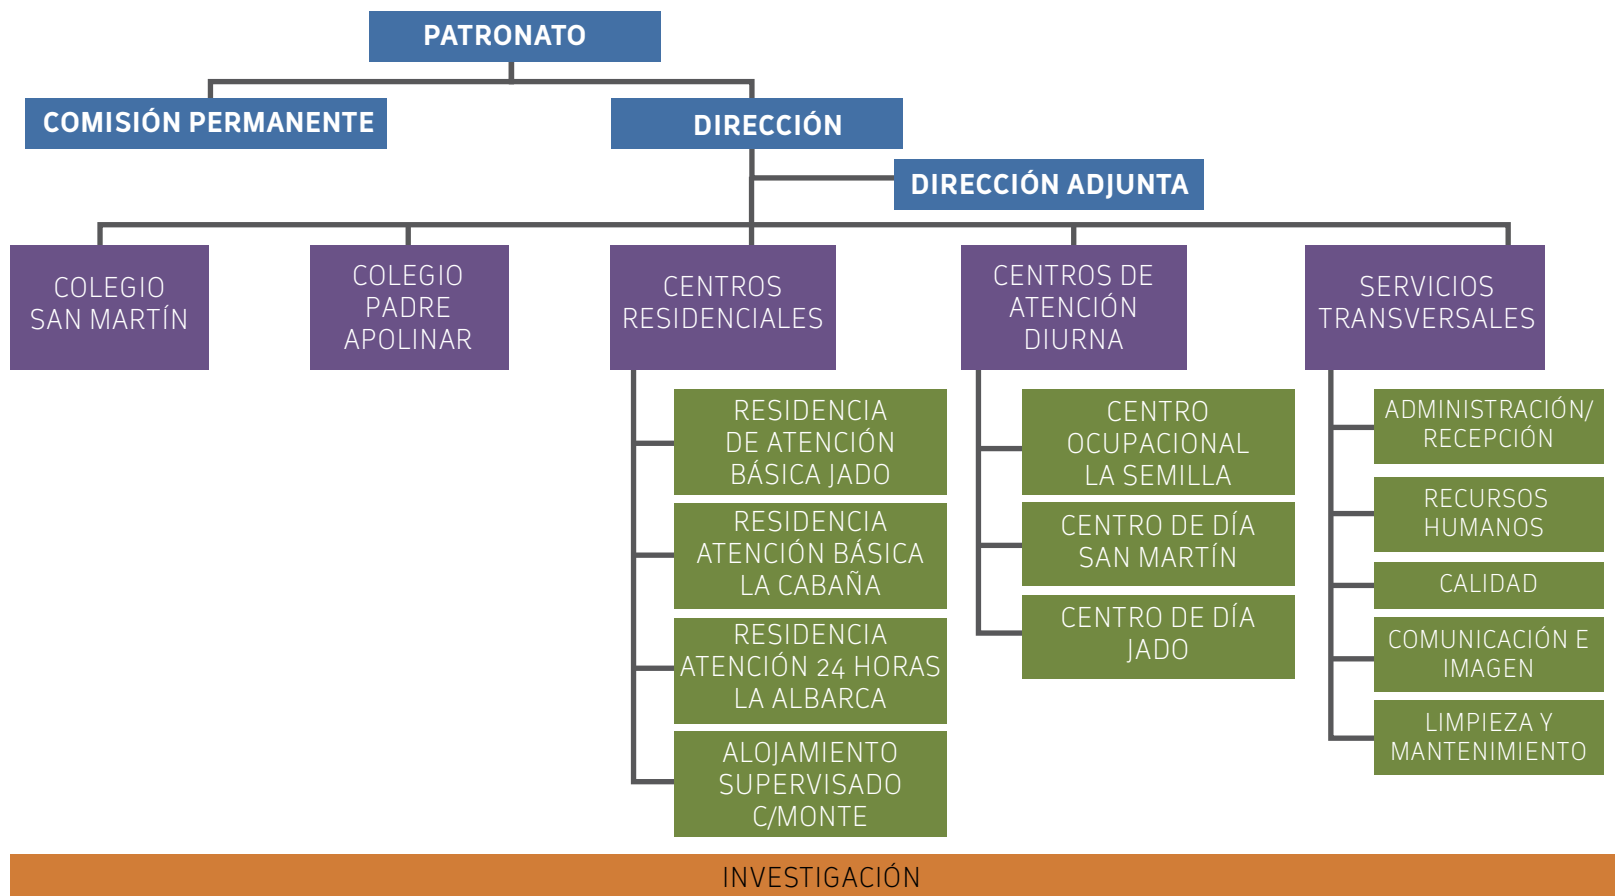 PATRONATO
COMISIÓN PERMANENTE
DIRECCIÓN
DIRECCIÓN ADJUNTA
COLEGIO
SAN MARTÍN
COLEGIO
PADRE
APOLINAR
CENTROS
RESIDENCIALES
CENTROS DE
ATENCIÓN
DIURNA
SERVICIOS
TRANSVERSALES
RESIDENCIA
DE ATENCIÓN
BÁSICA JADO
RESIDENCIA
ATENCIÓN BÁSICA
LA CABAÑA
RESIDENCIA
ATENCIÓN 24 HORAS
LA ALBARCA
ALOJAMIENTO
SUPERVISADO
C/MONTE
CENTRO
OCUPACIONAL
LA SEMILLA
CENTRO DE DÍA
SAN MARTÍN
CENTRO DE DÍA
JADO
ADMINISTRACIÓN/
RECEPCIÓN
RECURSOS
HUMANOS
CALIDAD
COMUNICACIÓN E
IMAGEN
LIMPIEZA Y
MANTENIMIENTO
INVESTIGACIÓN